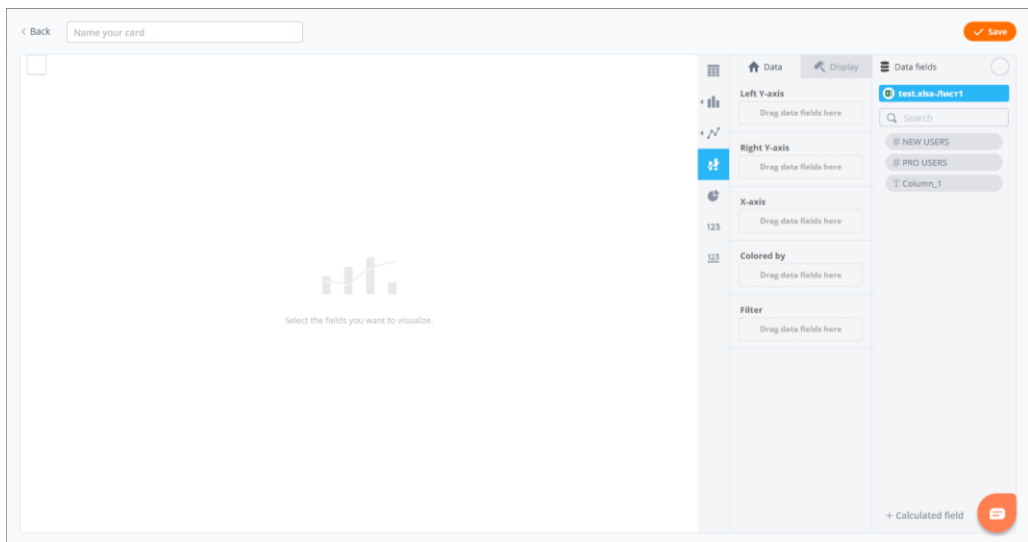 Back
Name your card
Save
Data
Display
Data fields
Left Y-axis
Drag data fields here
test.xlsx-Лист1
Search
Right Y-axis
Drag data fields here
# NEW USERS
# PRO USERS
T Column_1
X-axis
Drag data fields here
123
Colored by
Drag data fields here
123
Filter
Drag data fields here
Select the fields you want to visualize.
+ Calculated field